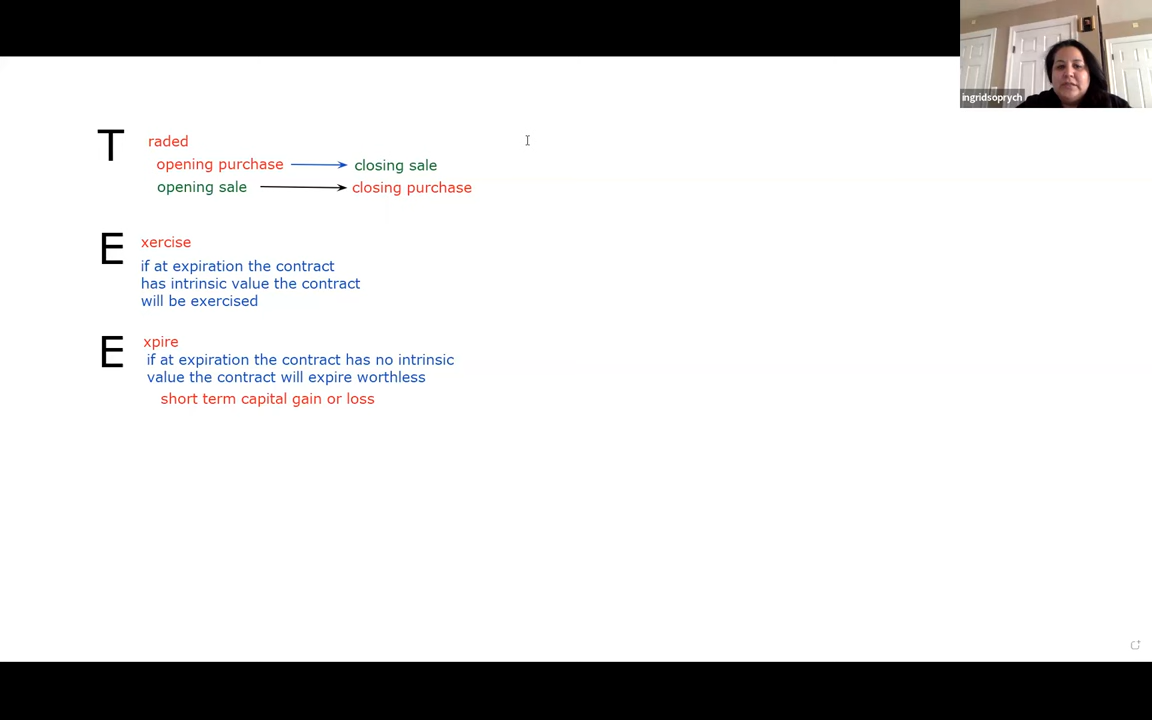 ingridsoprych
T raded
opening purchase closing sale
opening sale closing purchase
E xercise
if at expiration the contract
has intrinsic value the contract
will be exercised
E xpire
if at expiration the contract has no intrinsic
value the contract will expire worthless
short term capital gain or loss